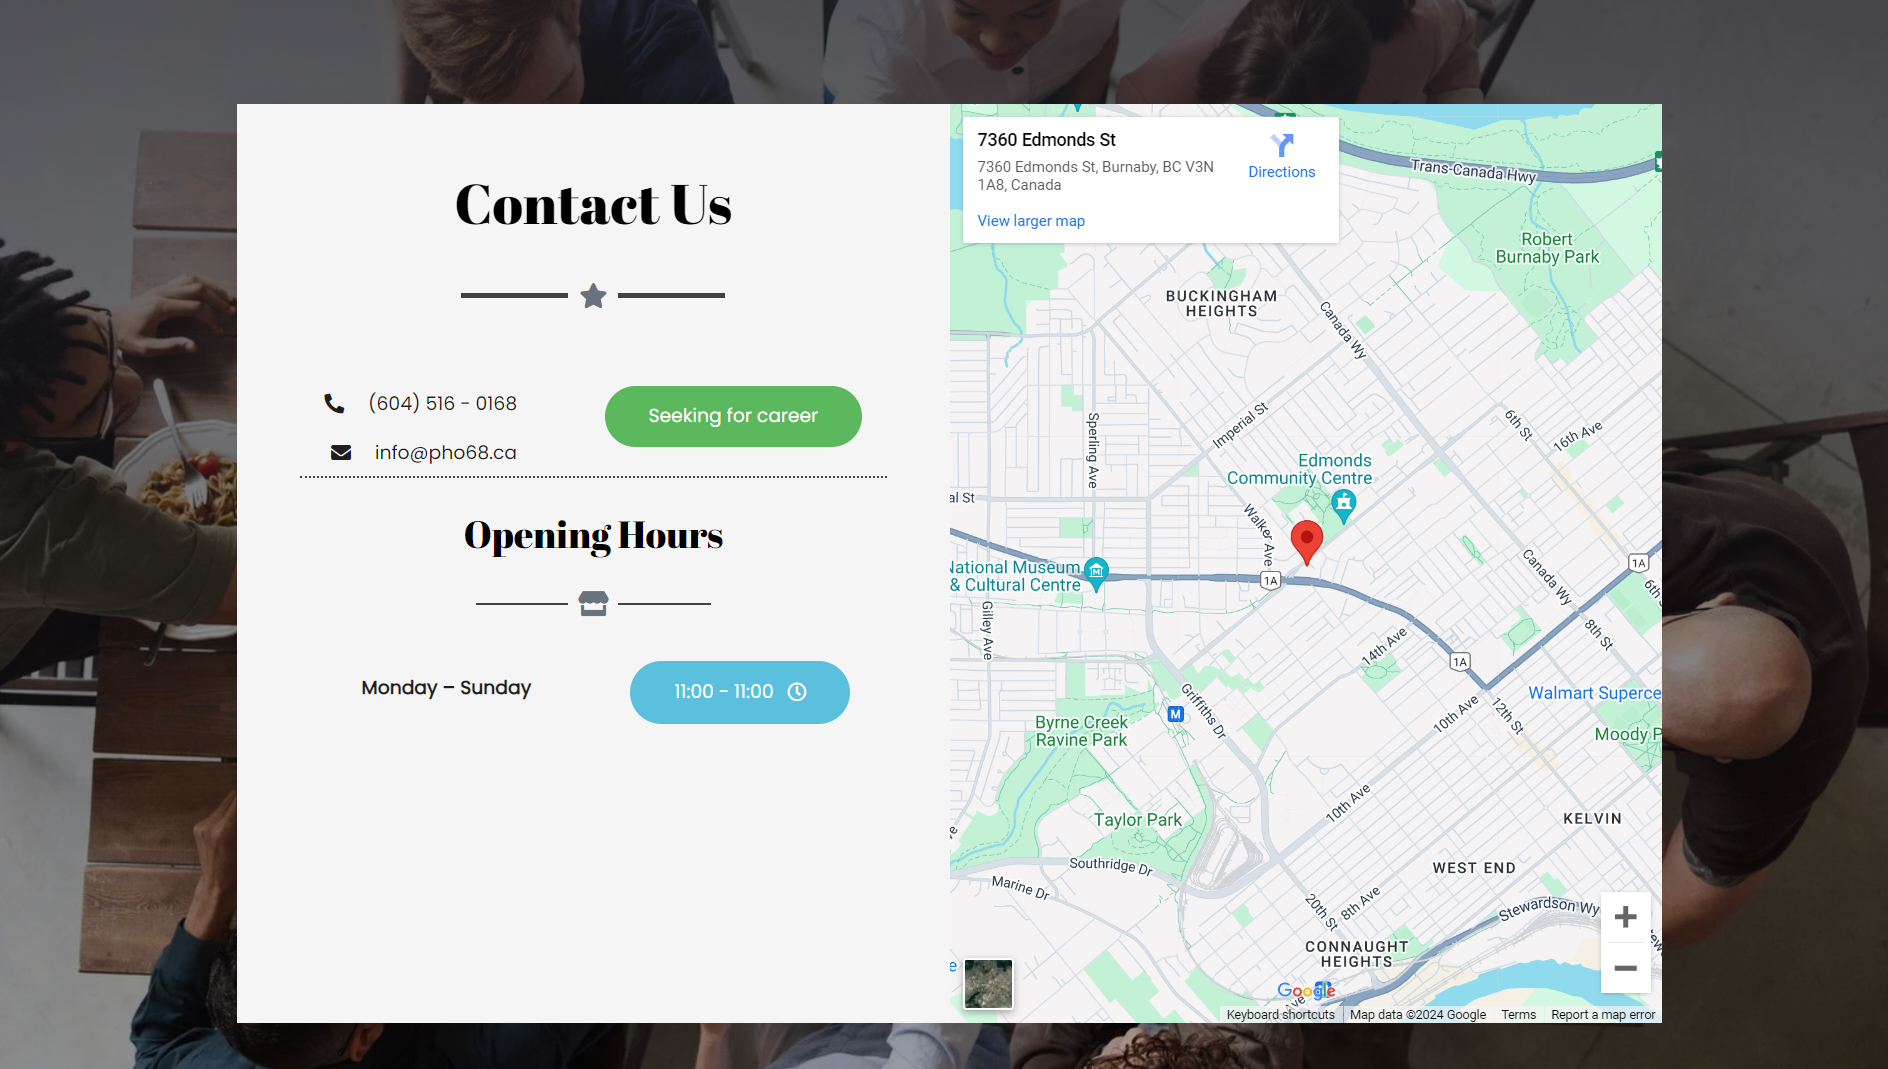 Contact Us
(604) 516 - 0168
Seeking for career
info@pho68.ca
Opening Hours
Monday – Sunday
11:00 - 11:00
7360 Edmonds St
7360 Edmonds St, Burnaby, BC V3N
1A8, Canada
Directions
View larger map
Trans-Canada Hwy
Robert
Burnaby Park
BUCKINGHAM
HEIGHTS
Canada Wy
Imperial St
6th St
16th Ave
Sperling Ave
Edmonds
Community Centre
al St
Walker Ave
1A
1A
National Museum
& Cultural Centre
Canada Wy
6th
Gilley Ave
14th Ave
8th St
1A
Walmart Superce
Griffiths Dr
M
10th Ave
12th St
Byrne Creek
Ravine Park
Moody P
10th Ave
Taylor Park
KELVIN
Southridge Dr
WEST END
Marine Dr
20th St
8th Ave
Stewardson Wy
CONNAUGHT
HEIGHTS
Google
Keyboard shortcuts
Map data ©2024 Google
Terms
Report a map error